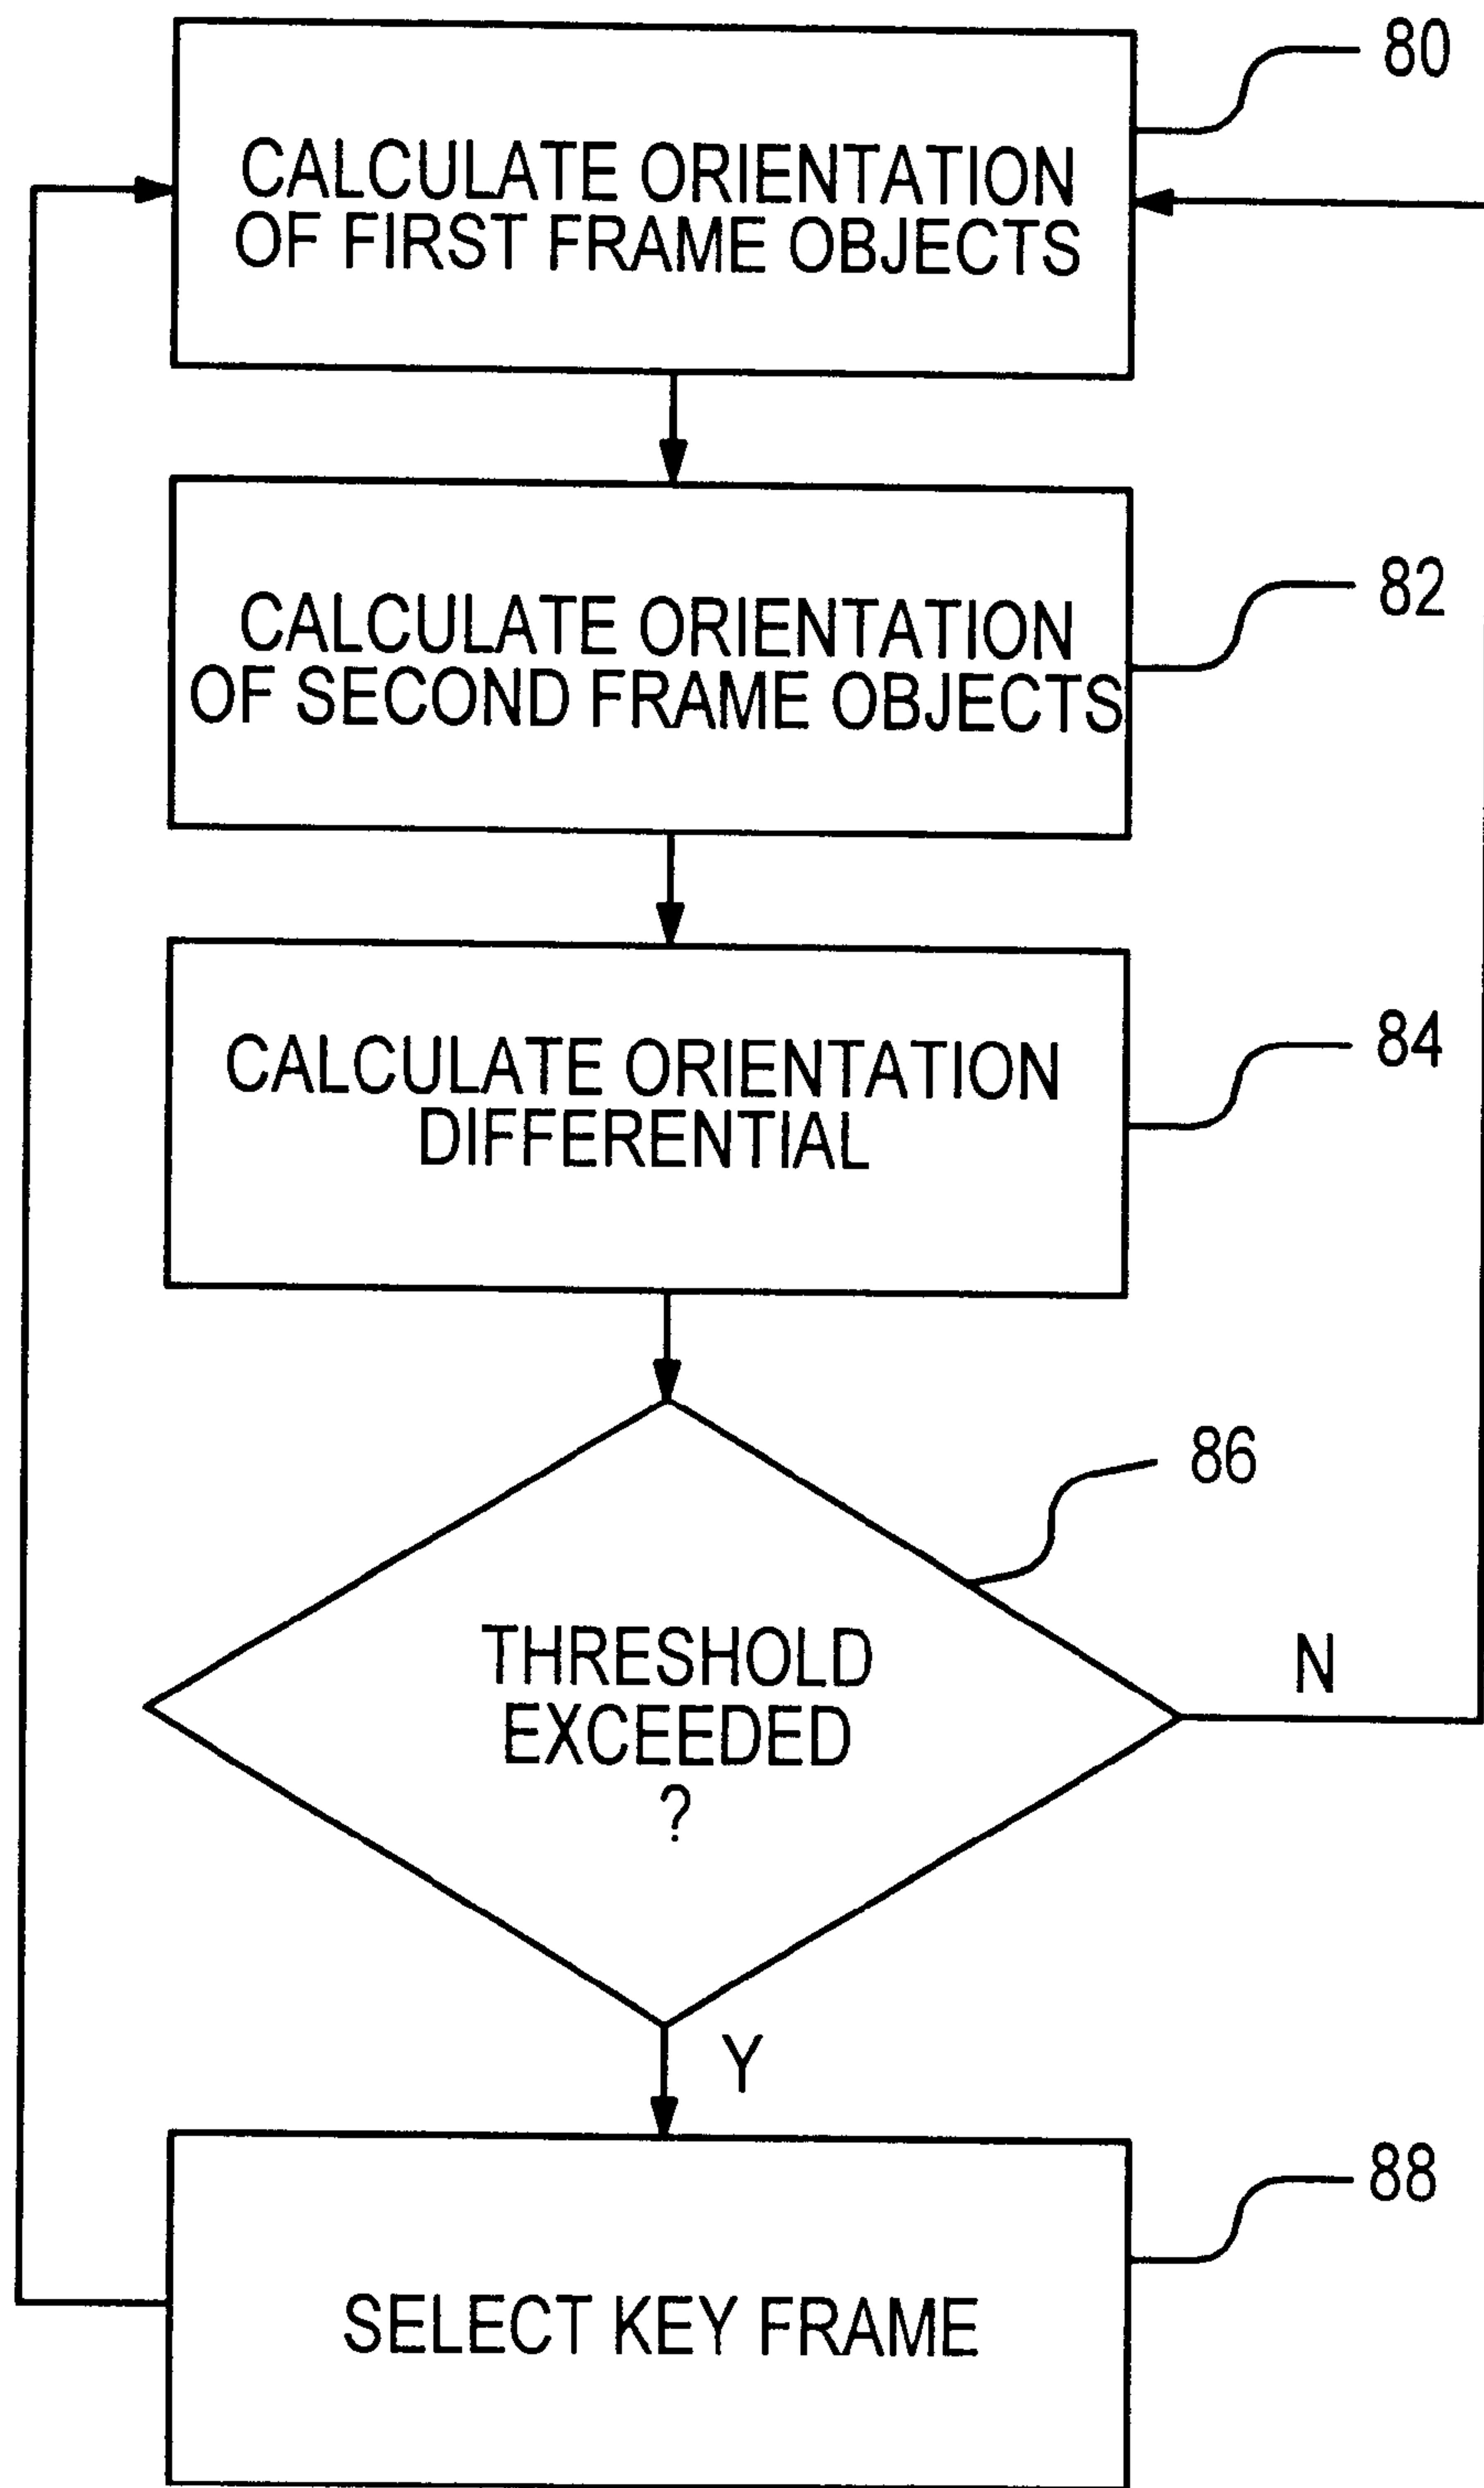 80
CALCULATE ORIENTATION
OF FIRST FRAME OBJECTS
82
CALCULATE ORIENTATION
OF SECOND FRAME OBJECTS
84
CALCULATE ORIENTATION
DIFFERENTIAL
86
THRESHOLD
EXCEEDED
?
N
Y
88
SELECT KEY FRAME